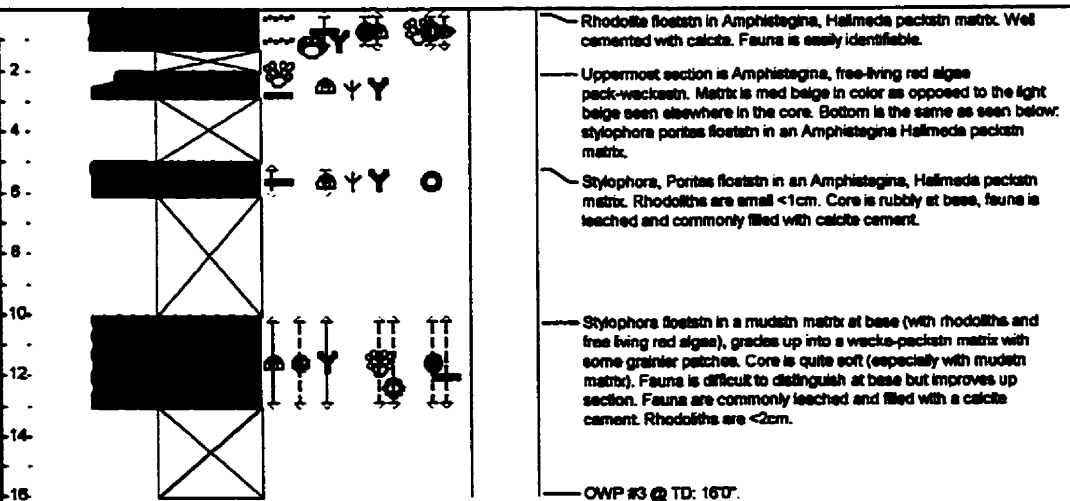 Rhodolite floatstn in Amphistegina, Halimeda packstn matrix. Well
cemented with calcite. Fauna is easily identifiable.
-2-
Uppermost section is Amphistegina, free-living red algae
pack-wackestn. Matrix is med beige in color as opposed to the light
beige seen elsewhere in the core. Bottom is the same as seen below:
stylophora porites floatstn in an Amphistegina Halimeda packstn
matrix.
-4-
Stylophora, Porites floatstn in an Amphistegina, Halimeda packstn
matrix. Rhodoliths are small <1cm. Core is rubbly at base, fauna is
leached and commonly filled with calcite cement.
-6-
-8-
-10-
Stylophora floatstn in a mudstn matrix at base (with rhodoliths and
free living red algae), grades up into a wacke-packstn matrix with
some grainier patches. Core is quite soft (especially with mudstn
matrix). Fauna is difficult to distinguish at base but improves up
section. Fauna are commonly leached and filled with a calcite
cement. Rhodoliths are <2cm.
-12-
-14-
-16-
OWP #3 @ TD: 16'0".